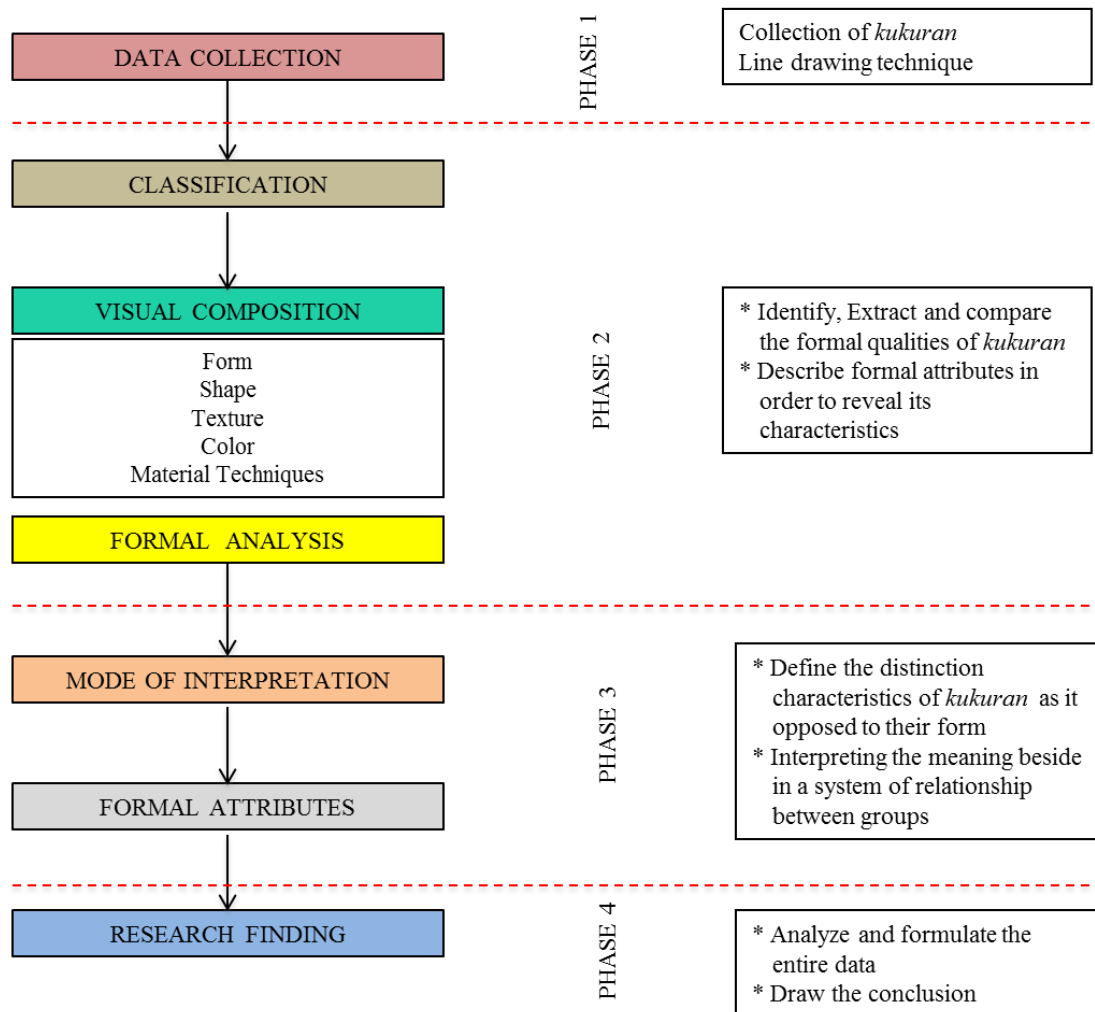 DATA COLLECTION
PHASE 1
Collection of kukuran
Line drawing technique
CLASSIFICATION
VISUAL COMPOSITION
Form
Shape
Texture
Color
Material Techniques
FORMAL ANALYSIS
PHASE 2
* Identify, Extract and compare
the formal qualities of kukuran
* Describe formal attributes in
order to reveal its
characteristics
MODE OF INTERPRETATION
FORMAL ATTRIBUTES
PHASE 3
* Define the distinction
characteristics of kukuran as it
opposed to their form
* Interpreting the meaning beside
in a system of relationship
between groups
RESEARCH FINDING
PHASE 4
* Analyze and formulate the
entire data
* Draw the conclusion